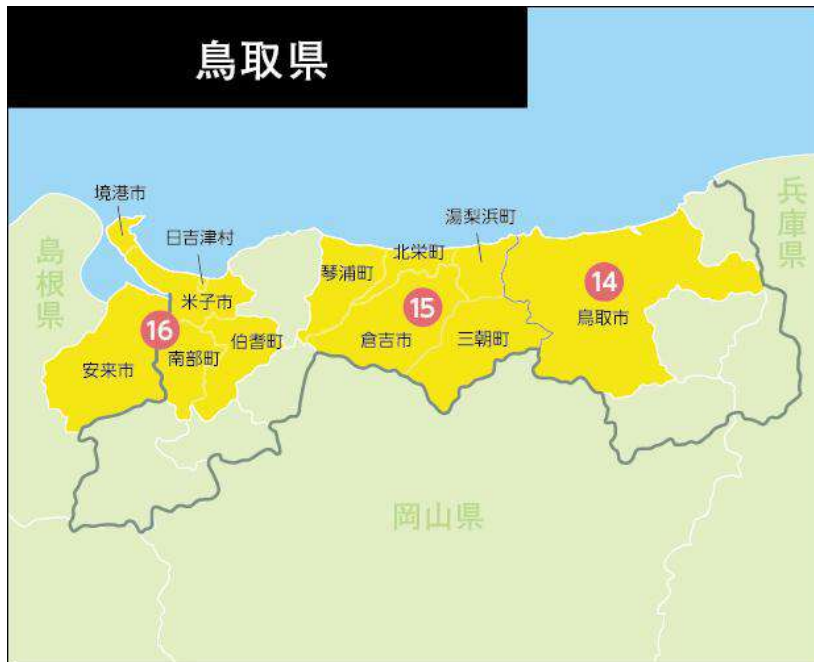 鳥取県
兵庫県
境港市
湯梨浜町
日吉津村
島根県
北栄町
琴浦町
14
米子市
15
鳥取市
16
伯耆町
倉吉市
三朝町
南部町
安来市
岡山県